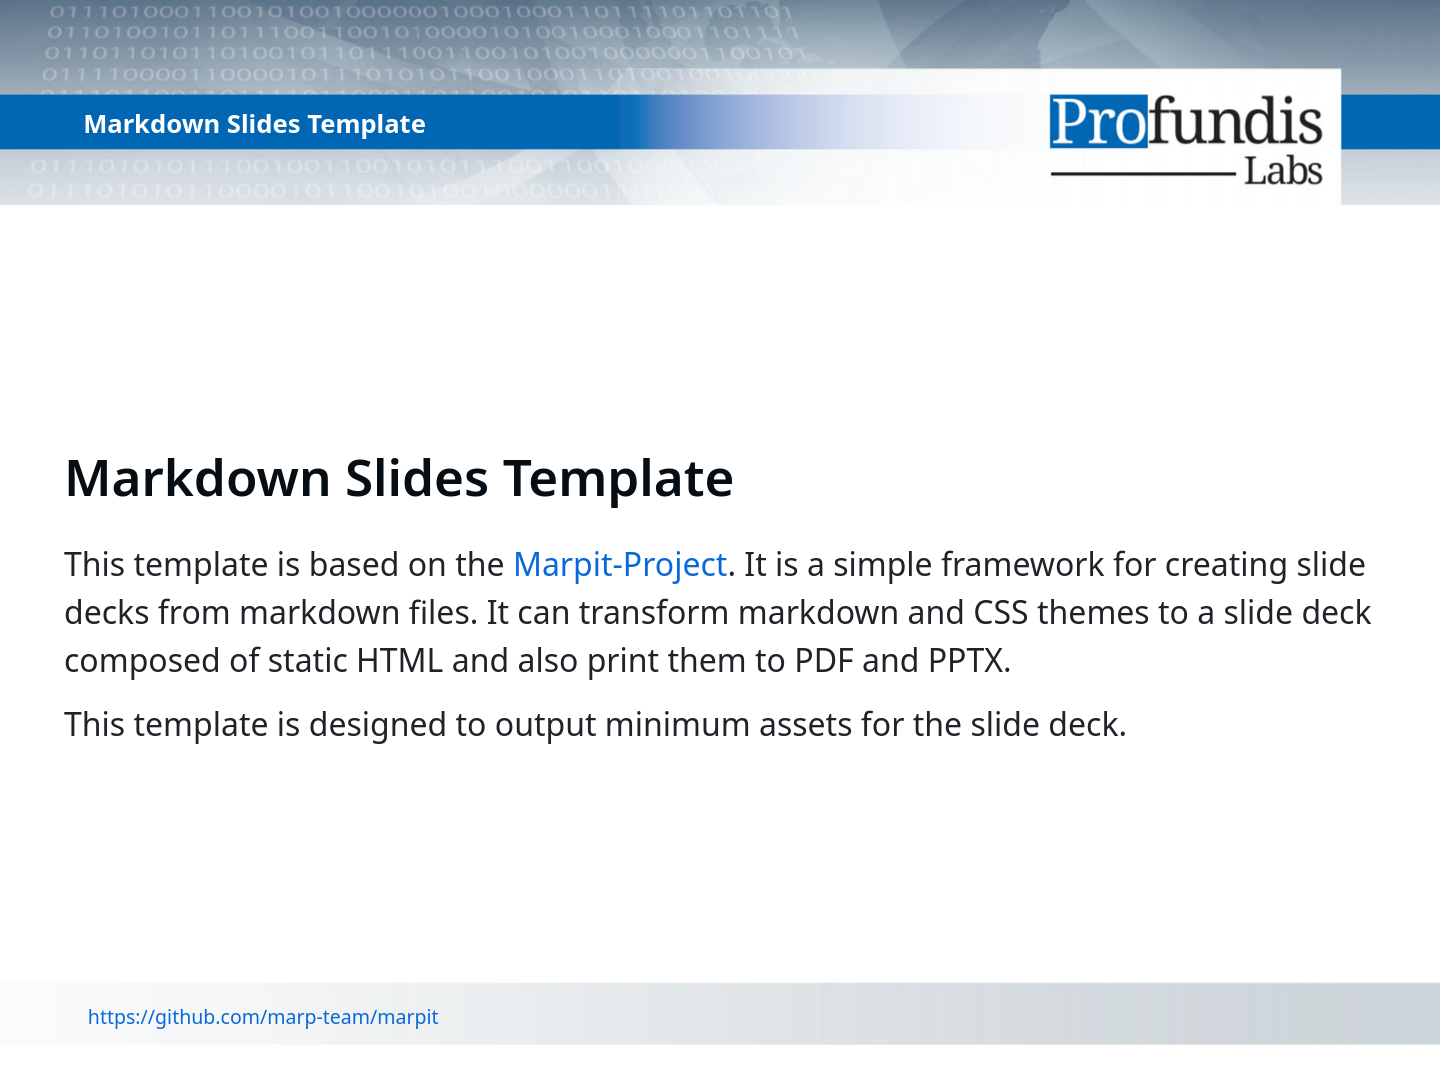 Markdown Slides Template
Profundis
Labs
Markdown Slides Template
This template is based on the Marpit-Project. It is a simple framework for creating slide
decks from markdown files. It can transform markdown and CSS themes to a slide deck
composed of static HTML and also print them to PDF and PPTX.
This template is designed to output minimum assets for the slide deck.
https://github.com/marp-team/marpit